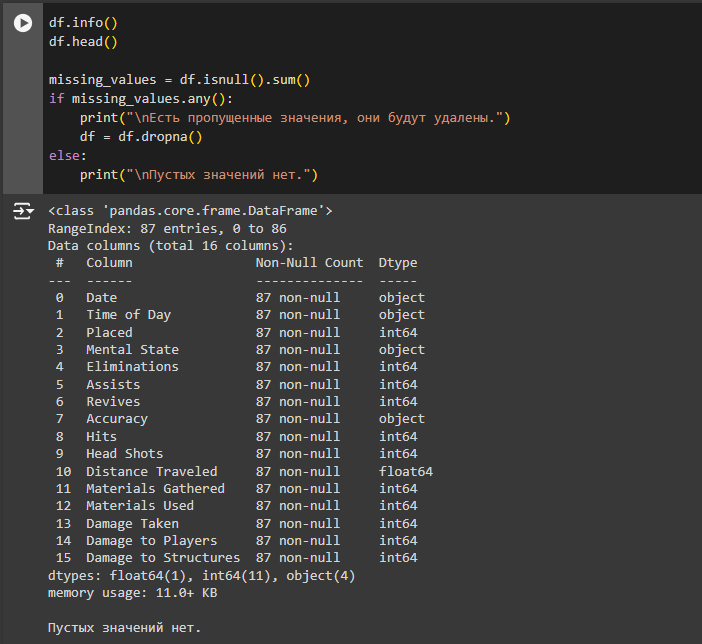 df.info()
df.head()

missing_values = df.isnull().sum()
if missing_values.any():
    print("\nЕсть пропущенные значения, они будут удалены.")
    df = df.dropna()
else:
    print("\nПустых значений нет.")
<class 'pandas.core.frame.DataFrame'>
RangeIndex: 87 entries, 0 to 86
Data columns (total 16 columns):
 #   Column                Non-Null Count  Dtype
---  ------                --------------  -----
 0   Date                  87 non-null     object
 1   Time of Day           87 non-null     object
 2   Placed                87 non-null     int64
 3   Mental State          87 non-null     object
 4   Eliminations          87 non-null     int64
 5   Assists               87 non-null     int64
 6   Revives               87 non-null     int64
 7   Accuracy              87 non-null     object
 8   Hits                  87 non-null     int64
 9   Head Shots            87 non-null     int64
 10  Distance Traveled     87 non-null     float64
 11  Materials Gathered    87 non-null     int64
 12  Materials Used        87 non-null     int64
 13  Damage Taken          87 non-null     int64
 14  Damage to Players     87 non-null     int64
 15  Damage to Structures  87 non-null     int64
dtypes: float64(1), int64(11), object(4)
memory usage: 11.0+ KB

Пустых значений нет.